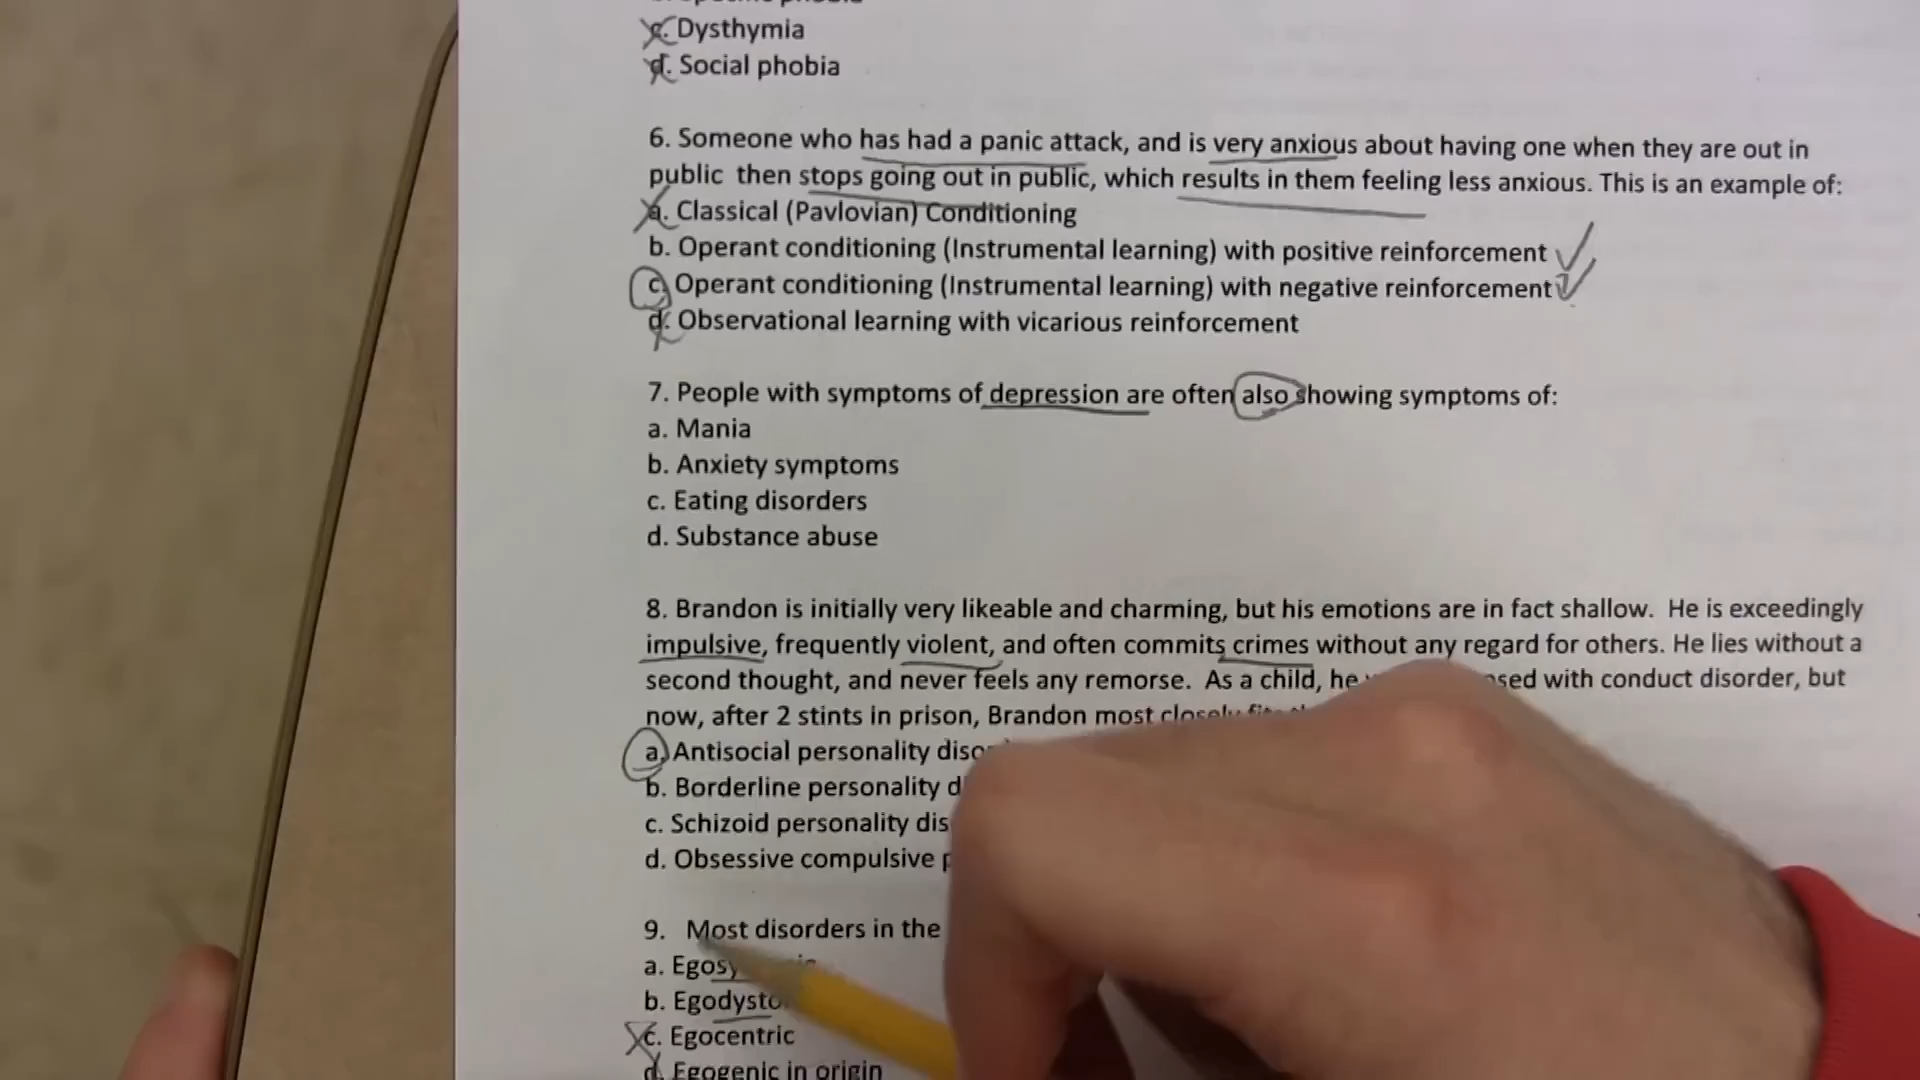 c. Dysthymia
d. Social phobia
6. Someone who has had a panic attack, and is very anxious about having one when they are out in
public then stops going out in public, which results in them feeling less anxious. This is an example of:
a. Classical (Pavlovian) Conditioning
b. Operant conditioning (Instrumental learning) with positive reinforcement
c. Operant conditioning (Instrumental learning) with negative reinforcement
d. Observational learning with vicarious reinforcement
7. People with symptoms of depression are often also showing symptoms of:
a. Mania
b. Anxiety symptoms
c. Eating disorders
d. Substance abuse
8. Brandon is initially very likeable and charming, but his emotions are in fact shallow. He is exceedingly
impulsive, frequently violent, and often commits crimes without any regard for others. He lies without a
second thought, and never feels any remorse. As a child, he with conduct disorder, but
now, after 2 stints in prison, Brandon most closely
a. Antisocial personality
b. Borderline personality
c. Schizoid personality
d. Obsessive compulsive
9. Most disorders in the
a.
b.
c. Egocentric
d. Egogenic in origin